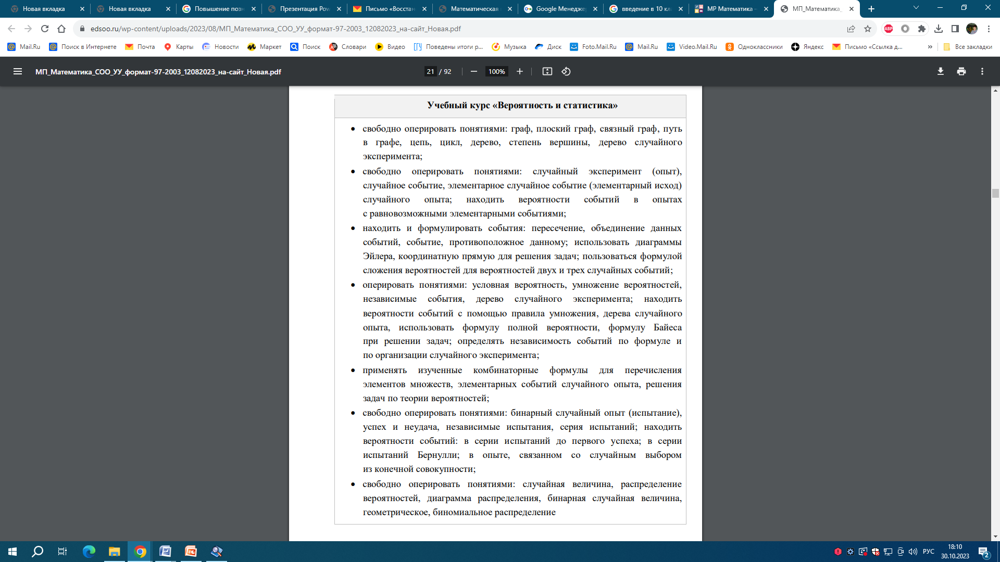 Новая вкладка
Новая вкладка
Повышение позн
Презентация Pow
Письмо «Восстан
Математическая
Google Менедже
введение в 10 кла
МР Математика –
МП_Математика_
edsoo.ru/wp-content/uploads/2023/08/МП_Математика_СОО_УУ_формат-97-2003_12082023_на-сайт_Новая.pdf
ABP
Mail.Ru
Поиск в Интернете
Почта
Карты
Новости
Маркет
Поиск
Словари
Видео
Поведены итоги р...
Музыка
Диск
Foto.Mail.Ru
Mail.Ru
Video.Mail.Ru
Одноклассники
Яндекс
Письмо «Ссылка д...
»
Все закладки
МП_Математика_СОО_УУ_формат-97-2003_12082023_на-сайт_Новая.pdf
21 / 92
100%
Учебный курс «Вероятность и статистика»
• свободно оперировать понятиями: граф, плоский граф, связный граф, путь
в графе, цепь, цикл, дерево, степень вершины, дерево случайного
эксперимента;
• свободно оперировать понятиями: случайный эксперимент (опыт),
случайное событие, элементарное случайное событие (элементарный исход)
случайного опыта; находить вероятности событий в опытах
с равновозможными элементарными событиями;
• находить и формулировать события: пересечение, объединение данных
событий, событие, противоположное данному; использовать диаграммы
Эйлера, координатную прямую для решения задач; пользоваться формулой
сложения вероятностей для вероятностей двух и трех случайных событий;
• оперировать понятиями: условная вероятность, умножение вероятностей,
независимые события, дерево случайного эксперимента; находить
вероятности событий с помощью правила умножения, дерева случайного
опыта, использовать формулу полной вероятности, формулу Байеса
при решении задач; определять независимость событий по формуле и
по организации случайного эксперимента;
• применять изученные комбинаторные формулы для перечисления
элементов множеств, элементарных событий случайного опыта, решения
задач по теории вероятностей;
• свободно оперировать понятиями: бинарный случайный опыт (испытание),
успех и неудача, независимые испытания, серия испытаний; находить
вероятности событий: в серии испытаний до первого успеха; в серии
испытаний Бернулли; в опыте, связанном со случайным выбором
из конечной совокупности;
• свободно оперировать понятиями: случайная величина, распределение
вероятностей, диаграмма распределения, бинарная случайная величина,
геометрическое, биномиальное распределение
РУС
18:10
30.10.2023
2